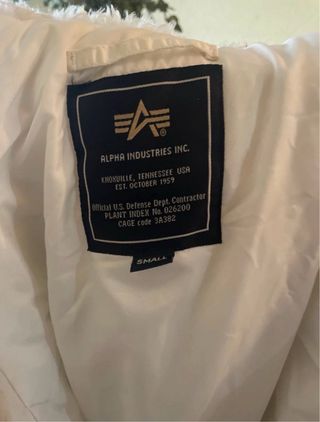 ALPHA INDUSTRIES INC.
KNOXVILLE, TENNESSEE USA
EST. OCTOBER 1959
Official U.S. Defense Dept. Contractor
PLANT INDEX No. 026200
CAGE code 3A382
SMALL